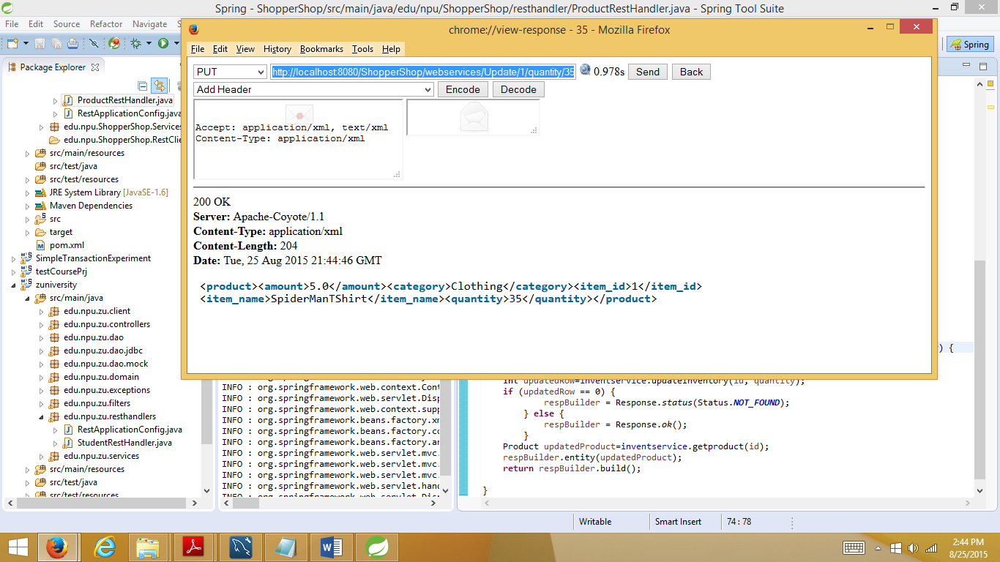 Spring - ShopperShop/src/main/java/edu/npu/ShopperShop/resthandler/ProductRestHandler.java - Spring Tool Suite
File Edit Source Refactor Navigate
Spring
Package Explorer
ProductRestHandler.java
RestApplicationConfig.java
edu.npu.ShopperShop.Services
edu.npu.ShopperShop.RestClie
src/main/resources
src/test/java
src/test/resources
JRE System Library [JavaSE-1.6]
Maven Dependencies
src
target
pom.xml
SimpleTransactionExperiment
testCoursePrj
zuniversity
src/main/java
edu.npu.zu.client
edu.npu.zu.controllers
edu.npu.zu.dao
edu.npu.zu.dao.jdbc
edu.npu.zu.dao.mock
edu.npu.zu.domain
edu.npu.zu.exceptions
edu.npu.zu.filters
edu.npu.zu.resthandlers
RestApplicationConfig.java
StudentRestHandler.java
edu.npu.zu.services
src/main/resources
src/test/java
src/test/resources
chrome://view-response - 35 - Mozilla Firefox
File Edit View History Bookmarks Tools Help
PUT http://localhost:8080/ShopperShop/webservices/Update/1/quantity/35 0.978s Send Back
Add Header Encode Decode
Accept: application/xml, text/xml
Content-Type: application/xml
200 OK
Server: Apache-Coyote/1.1
Content-Type: application/xml
Content-Length: 204
Date: Tue, 25 Aug 2015 21:44:46 GMT
<product><amount>5.0</amount><category>Clothing</category><item_id>1</item_id>
<item_name>SpiderManTShirt</item_name><quantity>35</quantity></product>
INFO : org.springframework.web.context.Cont
INFO : org.springframework.web.servlet.Disp
INFO : org.springframework.web.context.supp
INFO : org.springframework.beans.factory.xm
INFO : org.springframework.beans.factory.co
INFO : org.springframework.beans.factory.an
INFO : org.springframework.web.servlet.mvc.
INFO : org.springframework.web.servlet.mvc.
INFO : org.springframework.web.servlet.mvc.
INFO : org.springframework.web.servlet.hand
INFO : org.springframework.web.servlet.Disp
) {
int updatedRow=inventservice.updateInventory(id, quantity);
if (updatedRow == 0) {
respBuilder = Response.status(Status.NOT_FOUND);
} else {
respBuilder = Response.ok();
}
Product updatedProduct=inventservice.getproduct(id);
respBuilder.entity(updatedProduct);
return respBuilder.build();
}
Writable Smart Insert 74 : 78
2:44 PM
8/25/2015